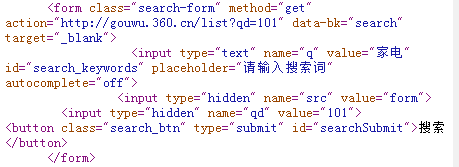 <form class="search-form" method="get"
action="http://gouwu.360.cn/list?qd=101" data-bk="search"
target="_blank">
<input type="text" name="q" value="家电"
id="search_keywords" placeholder="请输入搜索词"
autocomplete="off">
<input type="hidden" name="src" value="form">
<input type="hidden" name="qd" value="101">
<button class="search_btn" type="submit" id="searchSubmit">搜索
</button>
</form>